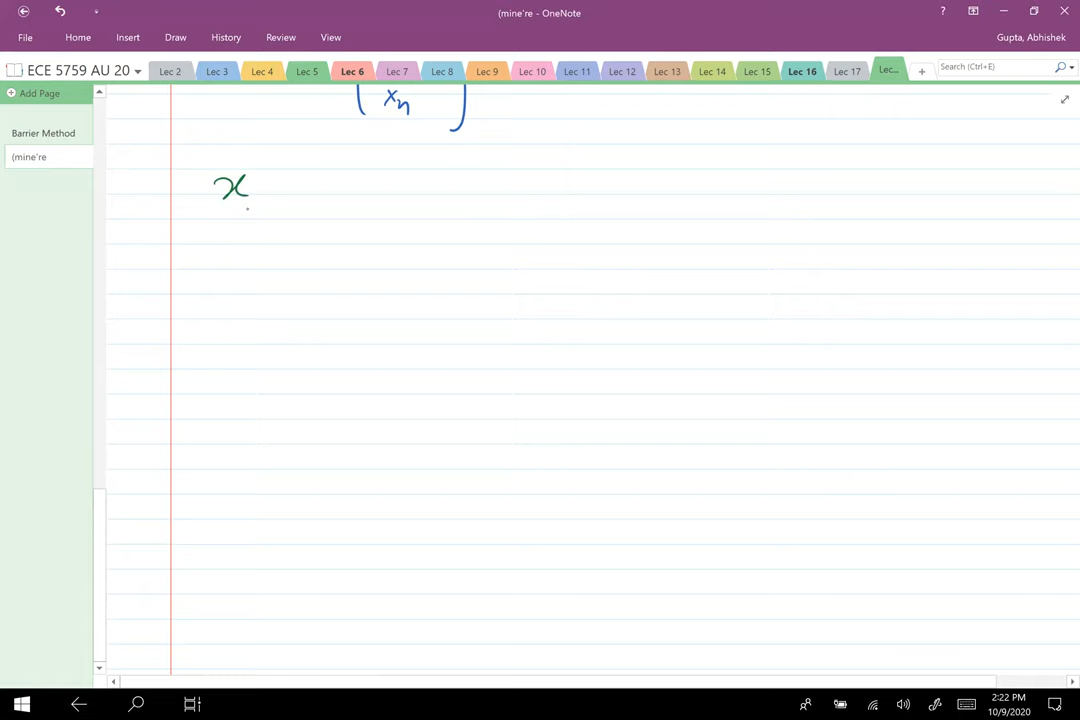 (mine're - OneNote
?
File Home Insert Draw History Review View
Gupta, Abhishek
ECE 5759 AU 20
Lec 2 Lec 3 Lec 4 Lec 5 Lec 6 Lec 7 Lec 8 Lec 9 Lec 10 Lec 11 Lec 12 Lec 13 Lec 14 Lec 15 Lec 16 Lec 17 Lec... +
Search (Ctrl+E)
+ Add Page
Barrier Method
(mine're
xn
x
2:22 PM
10/9/2020